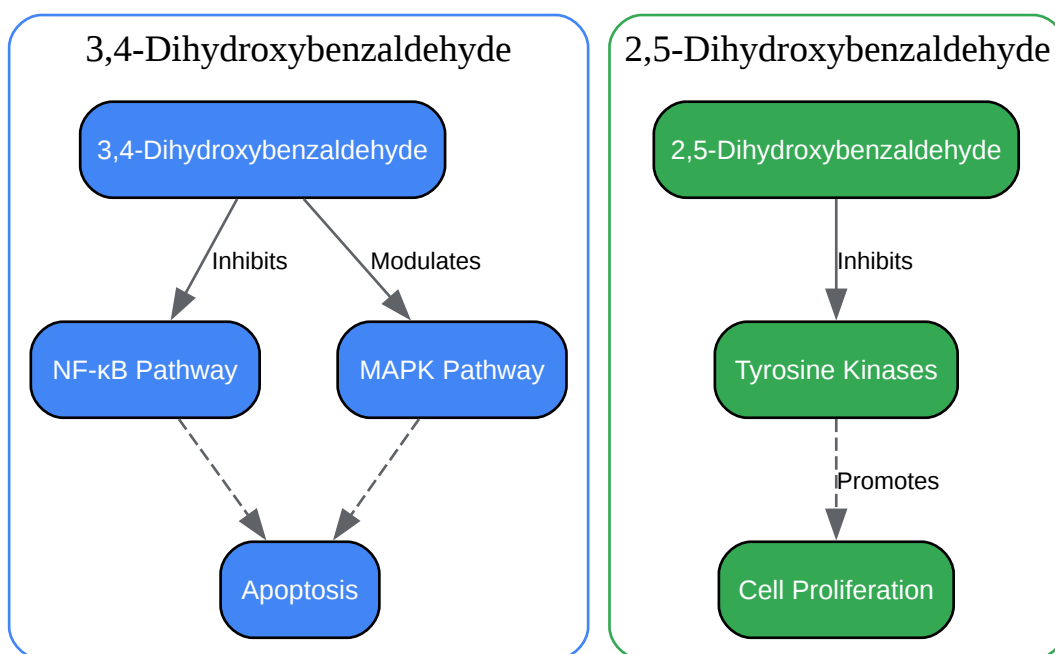 3,4-Dihydroxybenzaldehyde
3,4-Dihydroxybenzaldehyde
Inhibits
Modulates
NF-κB Pathway
MAPK Pathway
Apoptosis
2,5-Dihydroxybenzaldehyde
2,5-Dihydroxybenzaldehyde
Inhibits
Tyrosine Kinases
Promotes
Cell Proliferation